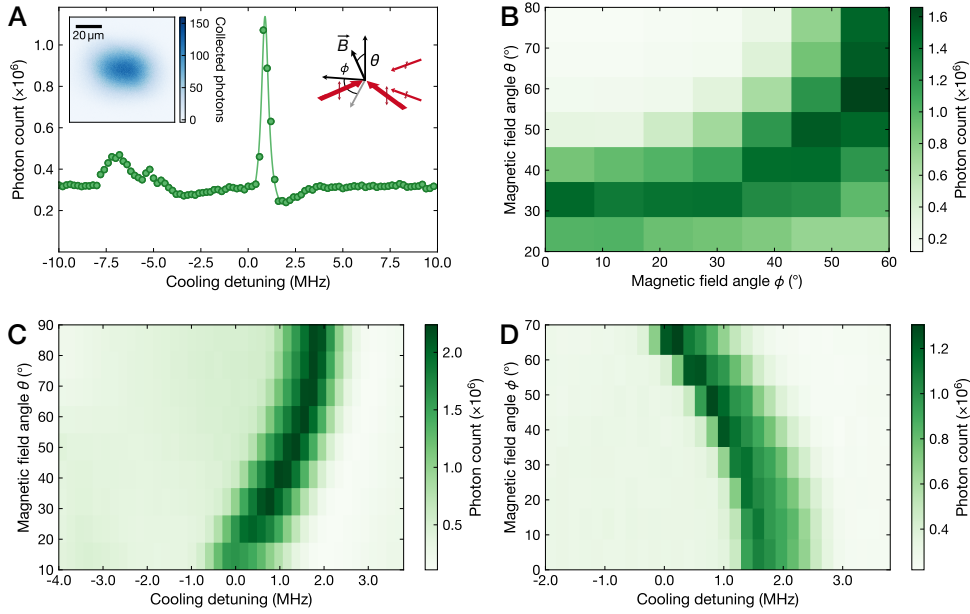 A
20 μm
150
100
50
0
Collected photons
B⃗
θ
ϕ
1.0
0.8
0.6
0.4
0.2
Photon count (×10⁶)
-10.0 -7.5 -5.0 -2.5 0.0 2.5 5.0 7.5 10.0
Cooling detuning (MHz)
B
80
70
60
50
40
30
20
Magnetic field angle θ (°)
0 10 20 30 40 50 60
Magnetic field angle ϕ (°)
1.6
1.4
1.2
1.0
0.8
0.6
0.4
0.2
Photon count (×10⁶)
C
90
80
70
60
50
40
30
20
10
Magnetic field angle θ (°)
-4.0 -3.0 -2.0 -1.0 0.0 1.0 2.0 3.0
Cooling detuning (MHz)
2.0
1.5
1.0
0.5
Photon count (×10⁶)
D
70
60
50
40
30
20
10
0
Magnetic field angle ϕ (°)
-2.0 -1.0 0.0 1.0 2.0 3.0
Cooling detuning (MHz)
1.2
1.0
0.8
0.6
0.4
Photon count (×10⁶)